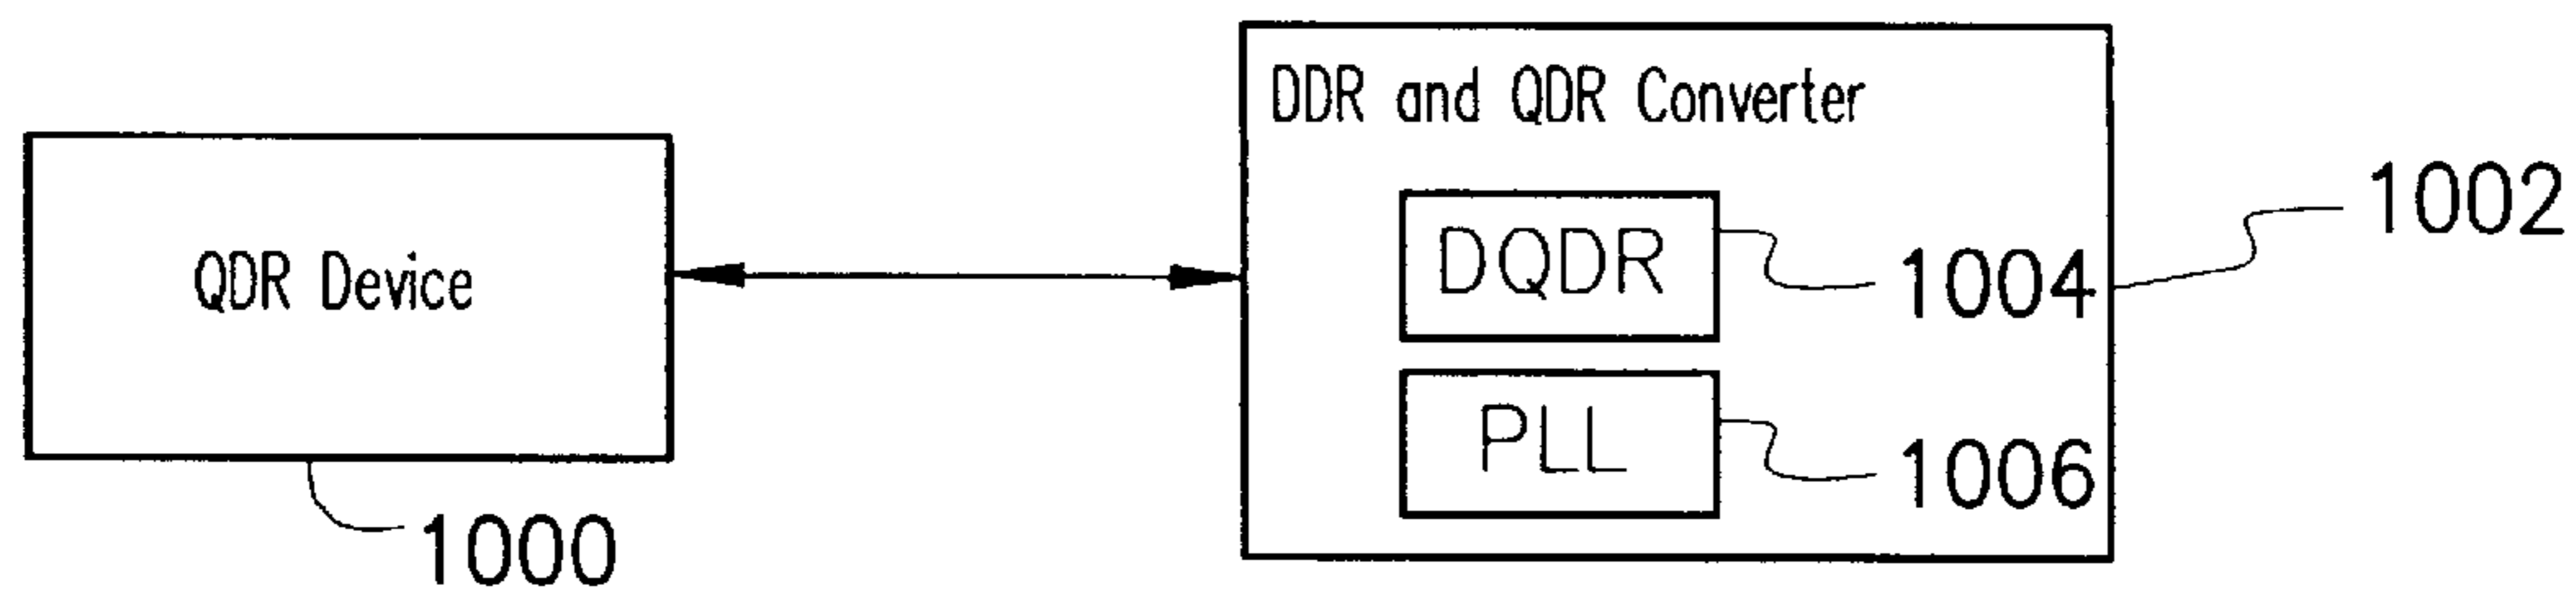 DDR and QDR Converter
QDR Device
DQDR
1002
1004
PLL
1006
1000